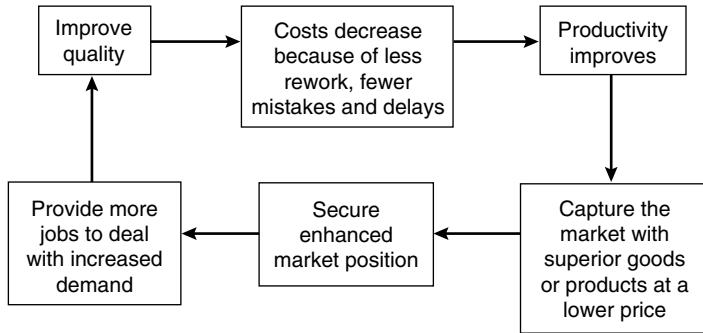 Improve
quality
Costs decrease
because of less
rework, fewer
mistakes and delays
Productivity
improves
Capture the
market with
superior goods
or products at a
lower price
Secure
enhanced
market position
Provide more
jobs to deal
with increased
demand